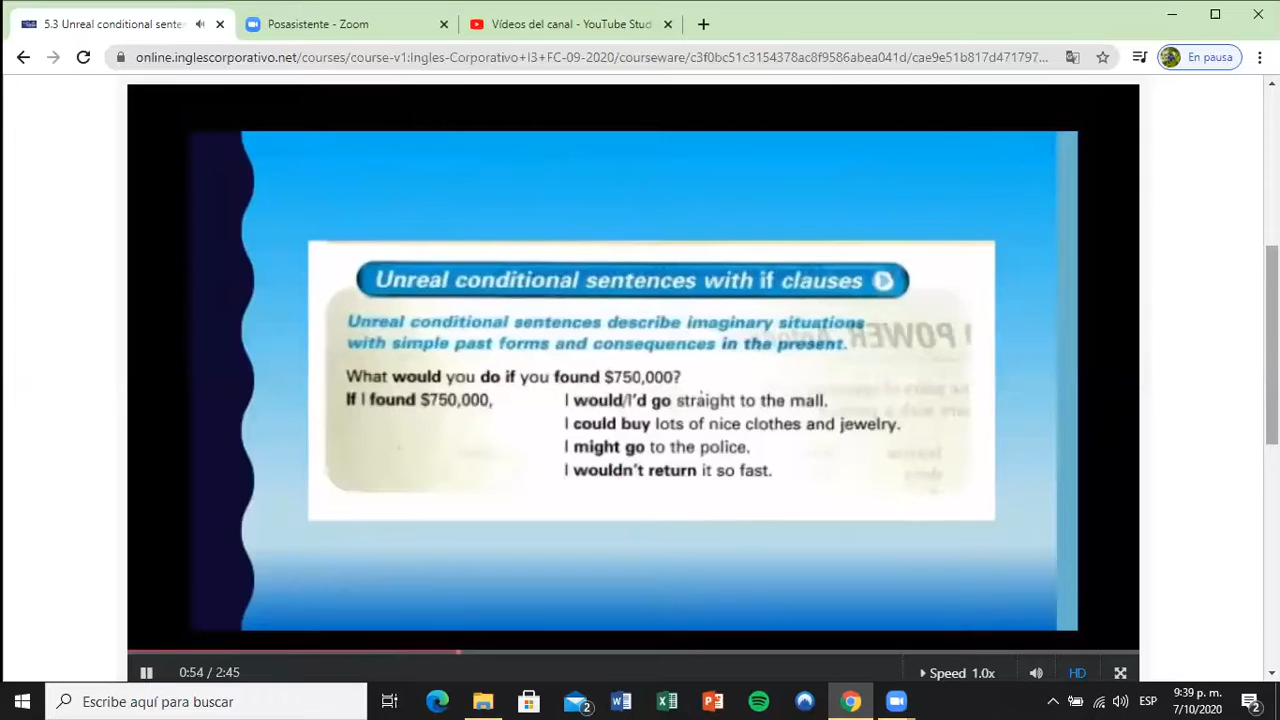 5.3 Unreal conditional senten
Posasistente - Zoom
Vídeos del canal - YouTube Stud
online.inglescorporativo.net/courses/course-v1:Ingles-Corporativo+I3+FC-09-2020/courseware/c3f0bc31c3154378ac8f9586abea041d/cae9e51b817d471797...
En pausa
Unreal conditional sentences with if clauses
Unreal conditional sentences describe imaginary situations
with simple past forms and consequences in the present.
What would you do if you found $750,000?
If I found $750,000, I would/I'd go straight to the mall.
I could buy lots of nice clothes and jewelry.
I might go to the police.
I wouldn't return it so fast.
0:54 / 2:45
Speed 1.0x
HD
Escribe aquí para buscar
2
ESP
9:39 p. m.
7/10/2020
2